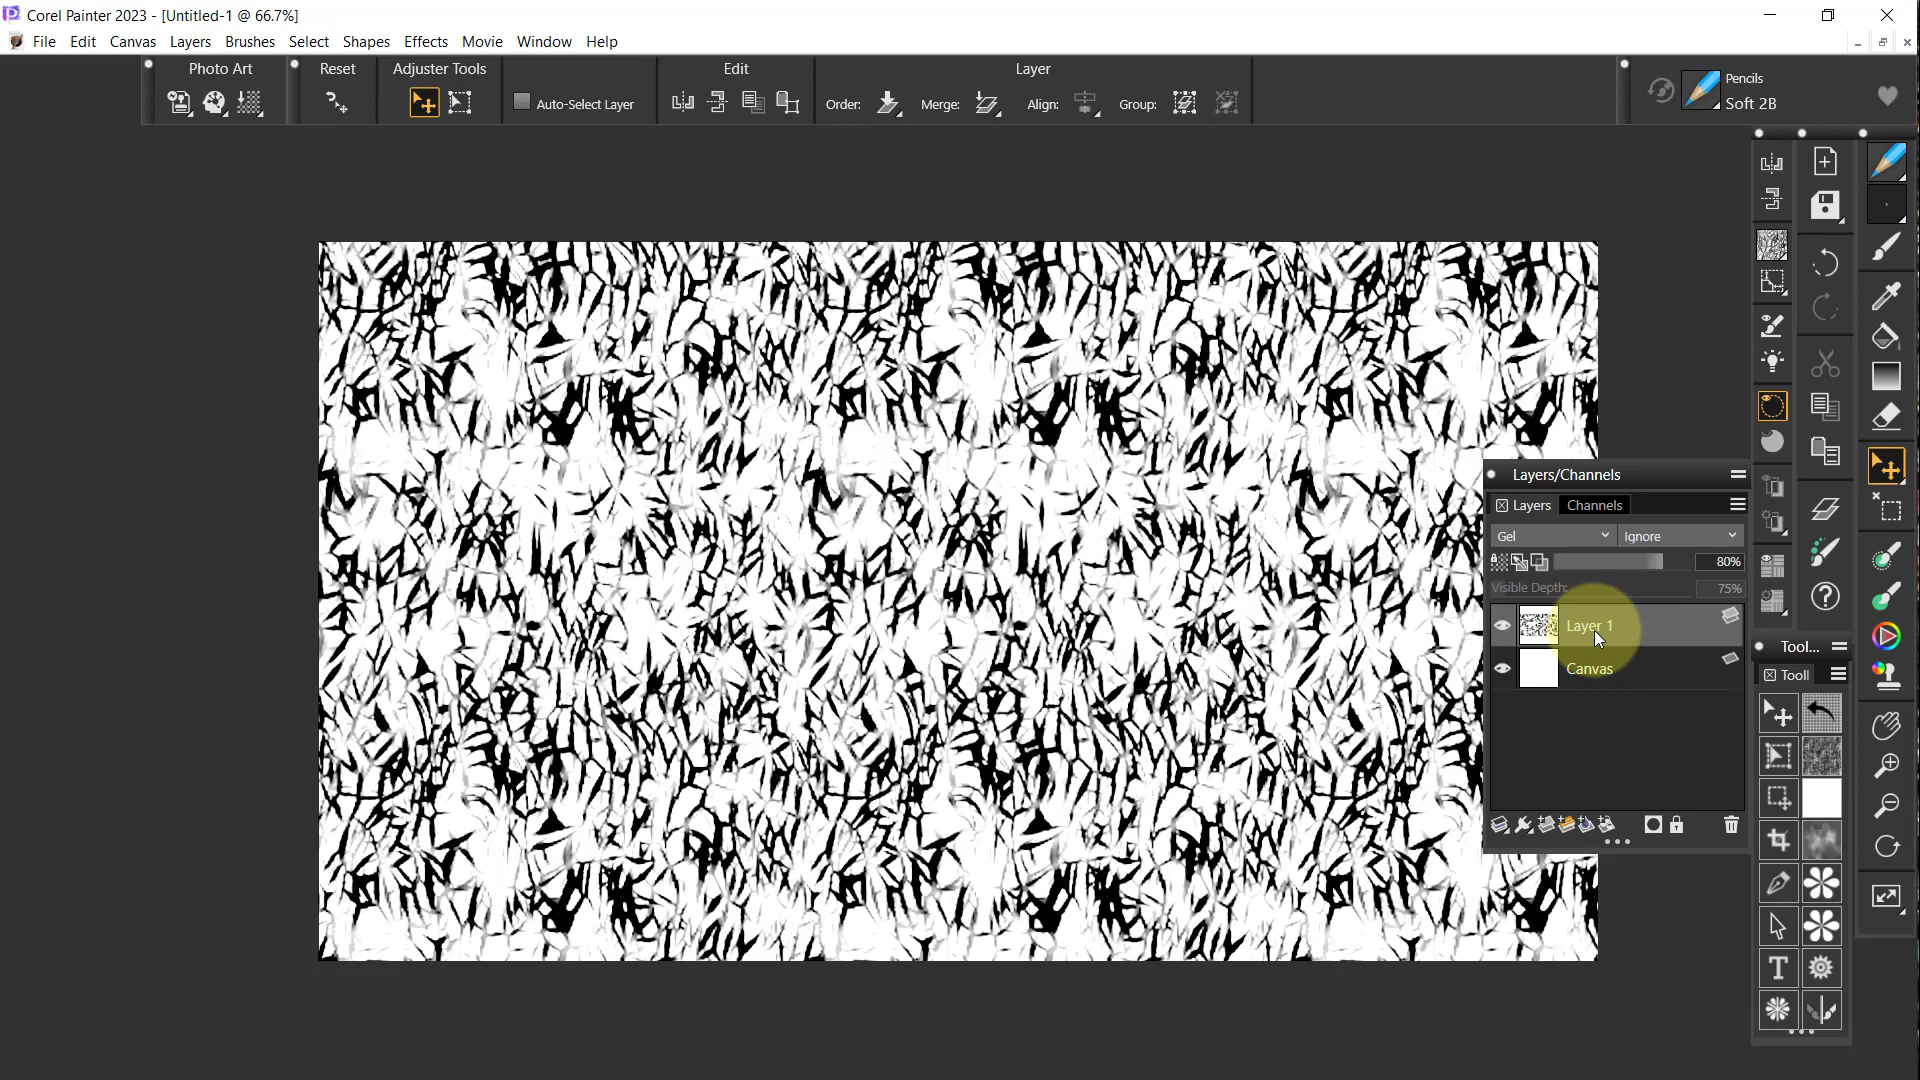 Corel Painter 2023 - [Untitled-1 @ 66.7%]
File Edit Canvas Layers Brushes Select Shapes Effects Movie Window Help
Photo Art Reset Adjuster Tools Edit Layer
Auto-Select Layer Order: Merge: Align: Group:
Pencils
Soft 2B
Layers/Channels
Layers Channels
Gel Ignore
80%
Visible Depth: 75%
Layer 1
Canvas
Tool...
Tooll